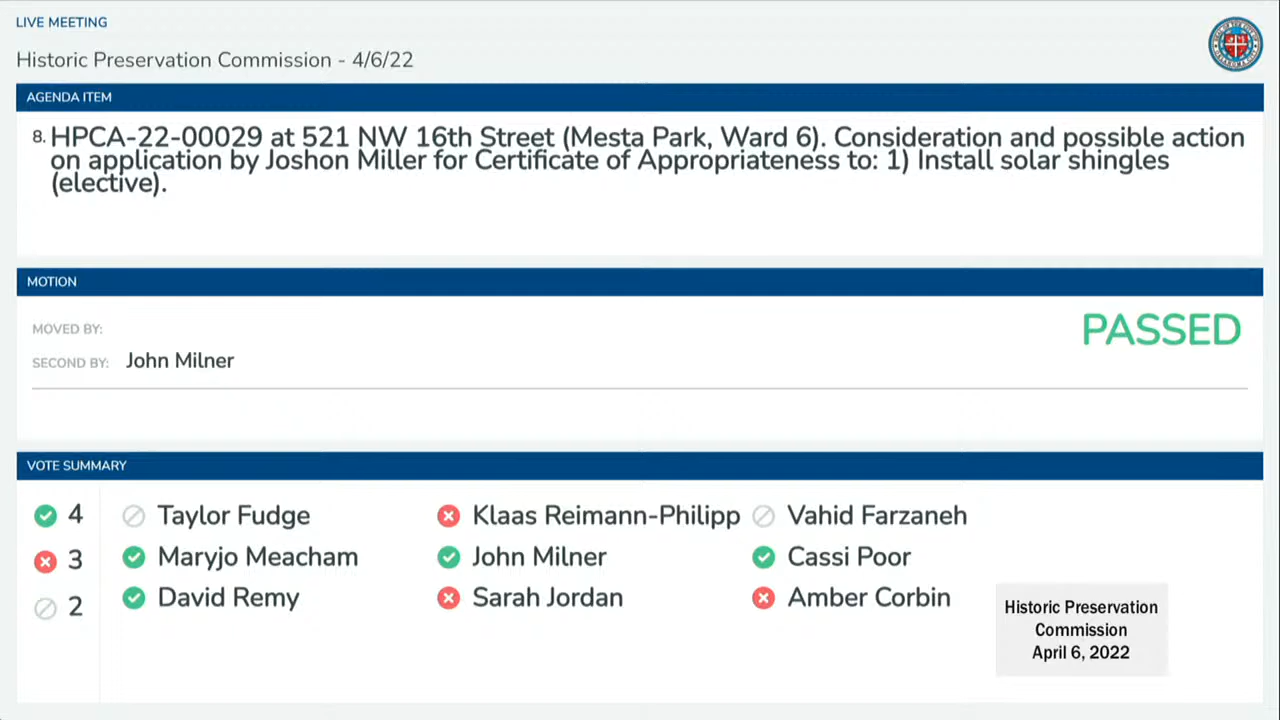 LIVE MEETING
Historic Preservation Commission - 4/6/22
AGENDA ITEM
8. HPCA-22-00029 at 521 NW 16th Street (Mesta Park, Ward 6). Consideration and possible action
on application by Joshon Miller for Certificate of Appropriateness to: 1) Install solar shingles
(elective).
MOTION
MOVED BY:
PASSED
SECOND BY: John Milner
VOTE SUMMARY
4 Taylor Fudge Klaas Reimann-Philipp Vahid Farzaneh
3 Maryjo Meacham John Milner Cassi Poor
2 David Remy Sarah Jordan Amber Corbin
Historic Preservation
Commission
April 6, 2022